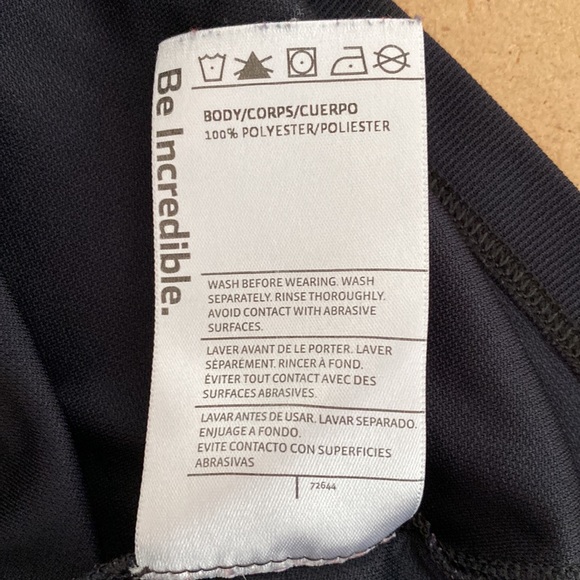 Be Incredible.
BODY/CORPS/CUERPO
100% POLYESTER/POLIESTER
WASH BEFORE WEARING. WASH
SEPARATELY. RINSE THOROUGHLY.
AVOID CONTACT WITH ABRASIVE
SURFACES.
LAVER AVANT DE LE PORTER. LAVER
SÉPARÉMENT. RINCER À FOND.
ÉVITER TOUT CONTACT AVEC DES
SURFACES ABRASIVES.
LAVAR ANTES DE USAR. LAVAR SEPARADO.
ENJUAGE A FONDO.
EVITE CONTACTO CON SUPERFICIES
ABRASIVAS
72644